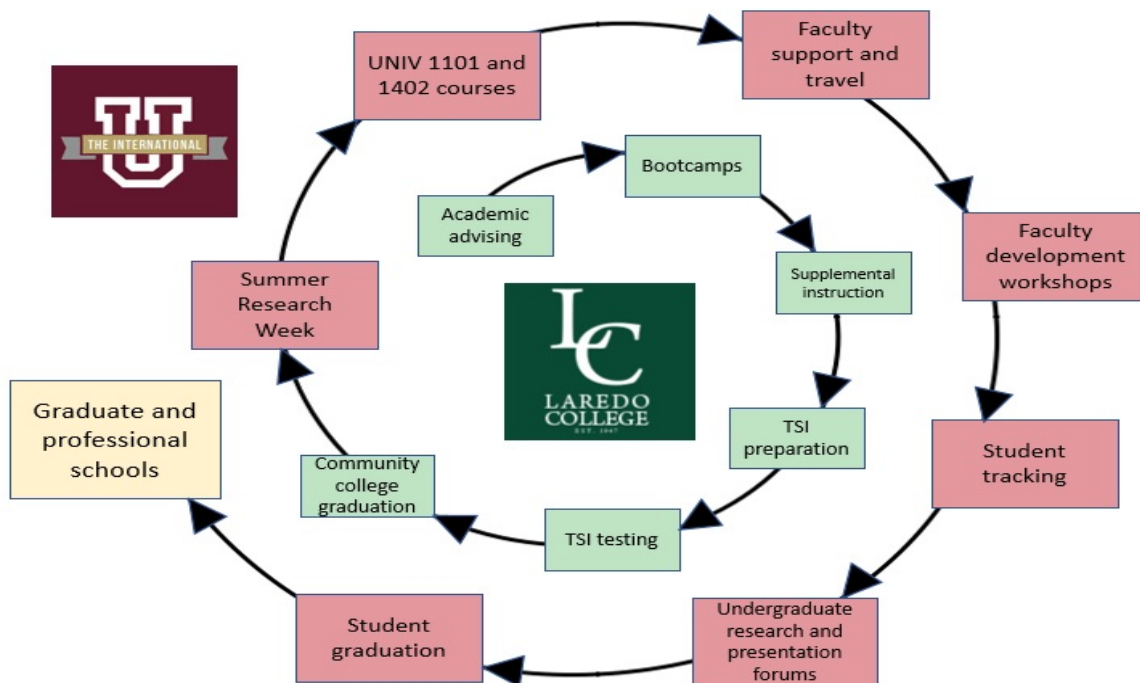 THE INTERNATIONAL
U
UNIV 1101 and
1402 courses
Faculty
support and
travel
Faculty
development
workshops
Student
tracking
Undergraduate
research and
presentation
forums
Student
graduation
Graduate and
professional
schools
Summer
Research
Week
Academic
advising
Bootcamps
Supplemental
instruction
TSI
preparation
TSI testing
Community
college
graduation
LC
LAREDO
COLLEGE
EST. 1947